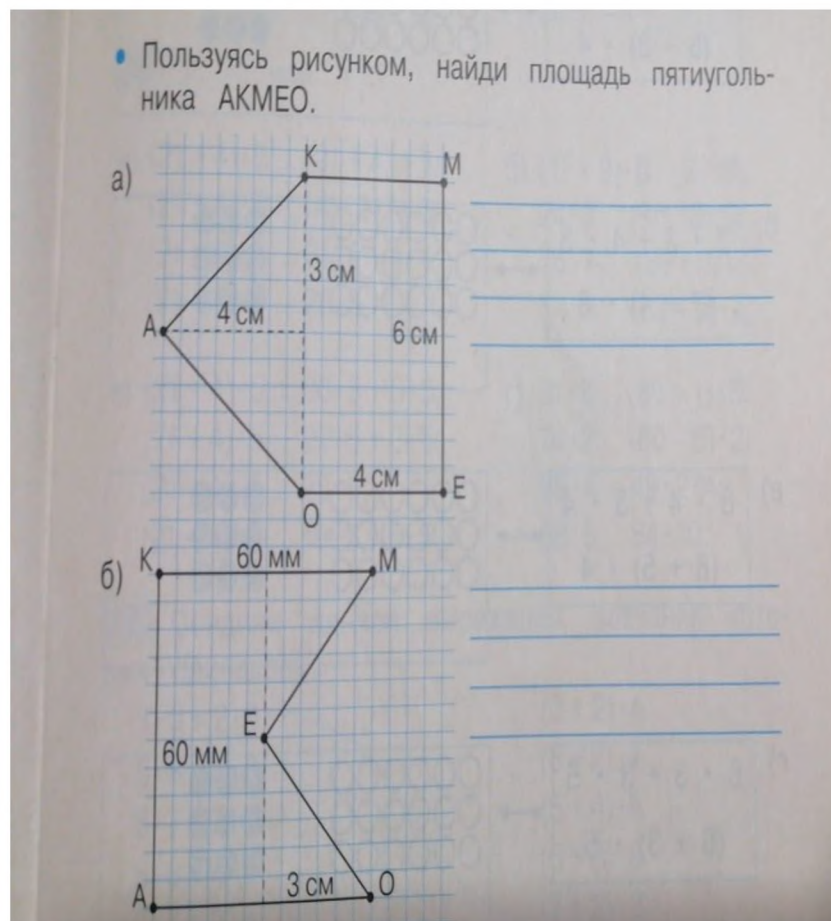 • Пользуясь рисунком, найди площадь пятиуголь-
ника АКМЕО.
а)
К
М
3 см
4 см
А
6 см
4 см
Е
О
б)
К
60 мм
М
Е
60 мм
3 см
О
А